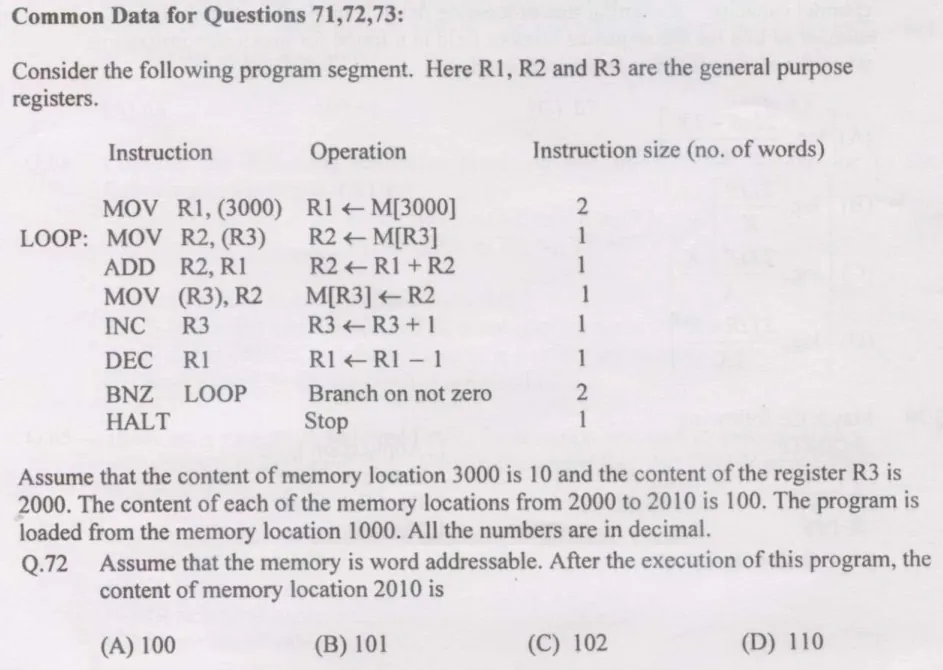 Common Data for Questions 71,72,73:
Consider the following program segment. Here R1, R2 and R3 are the general purpose
registers.
Instruction Operation Instruction size (no. of words)
MOV R1, (3000) R1 ← M[3000] 2
LOOP: MOV R2, (R3) R2 ← M[R3] 1
ADD R2, R1 R2 ← R1 + R2 1
MOV (R3), R2 M[R3] ← R2 1
INC R3 R3 ← R3 + 1 1
DEC R1 R1 ← R1 – 1 1
BNZ LOOP Branch on not zero 2
HALT Stop 1
Assume that the content of memory location 3000 is 10 and the content of the register R3 is
2000. The content of each of the memory locations from 2000 to 2010 is 100. The program is
loaded from the memory location 1000. All the numbers are in decimal.
Q.72 Assume that the memory is word addressable. After the execution of this program, the
content of memory location 2010 is
(A) 100 (B) 101 (C) 102 (D) 110